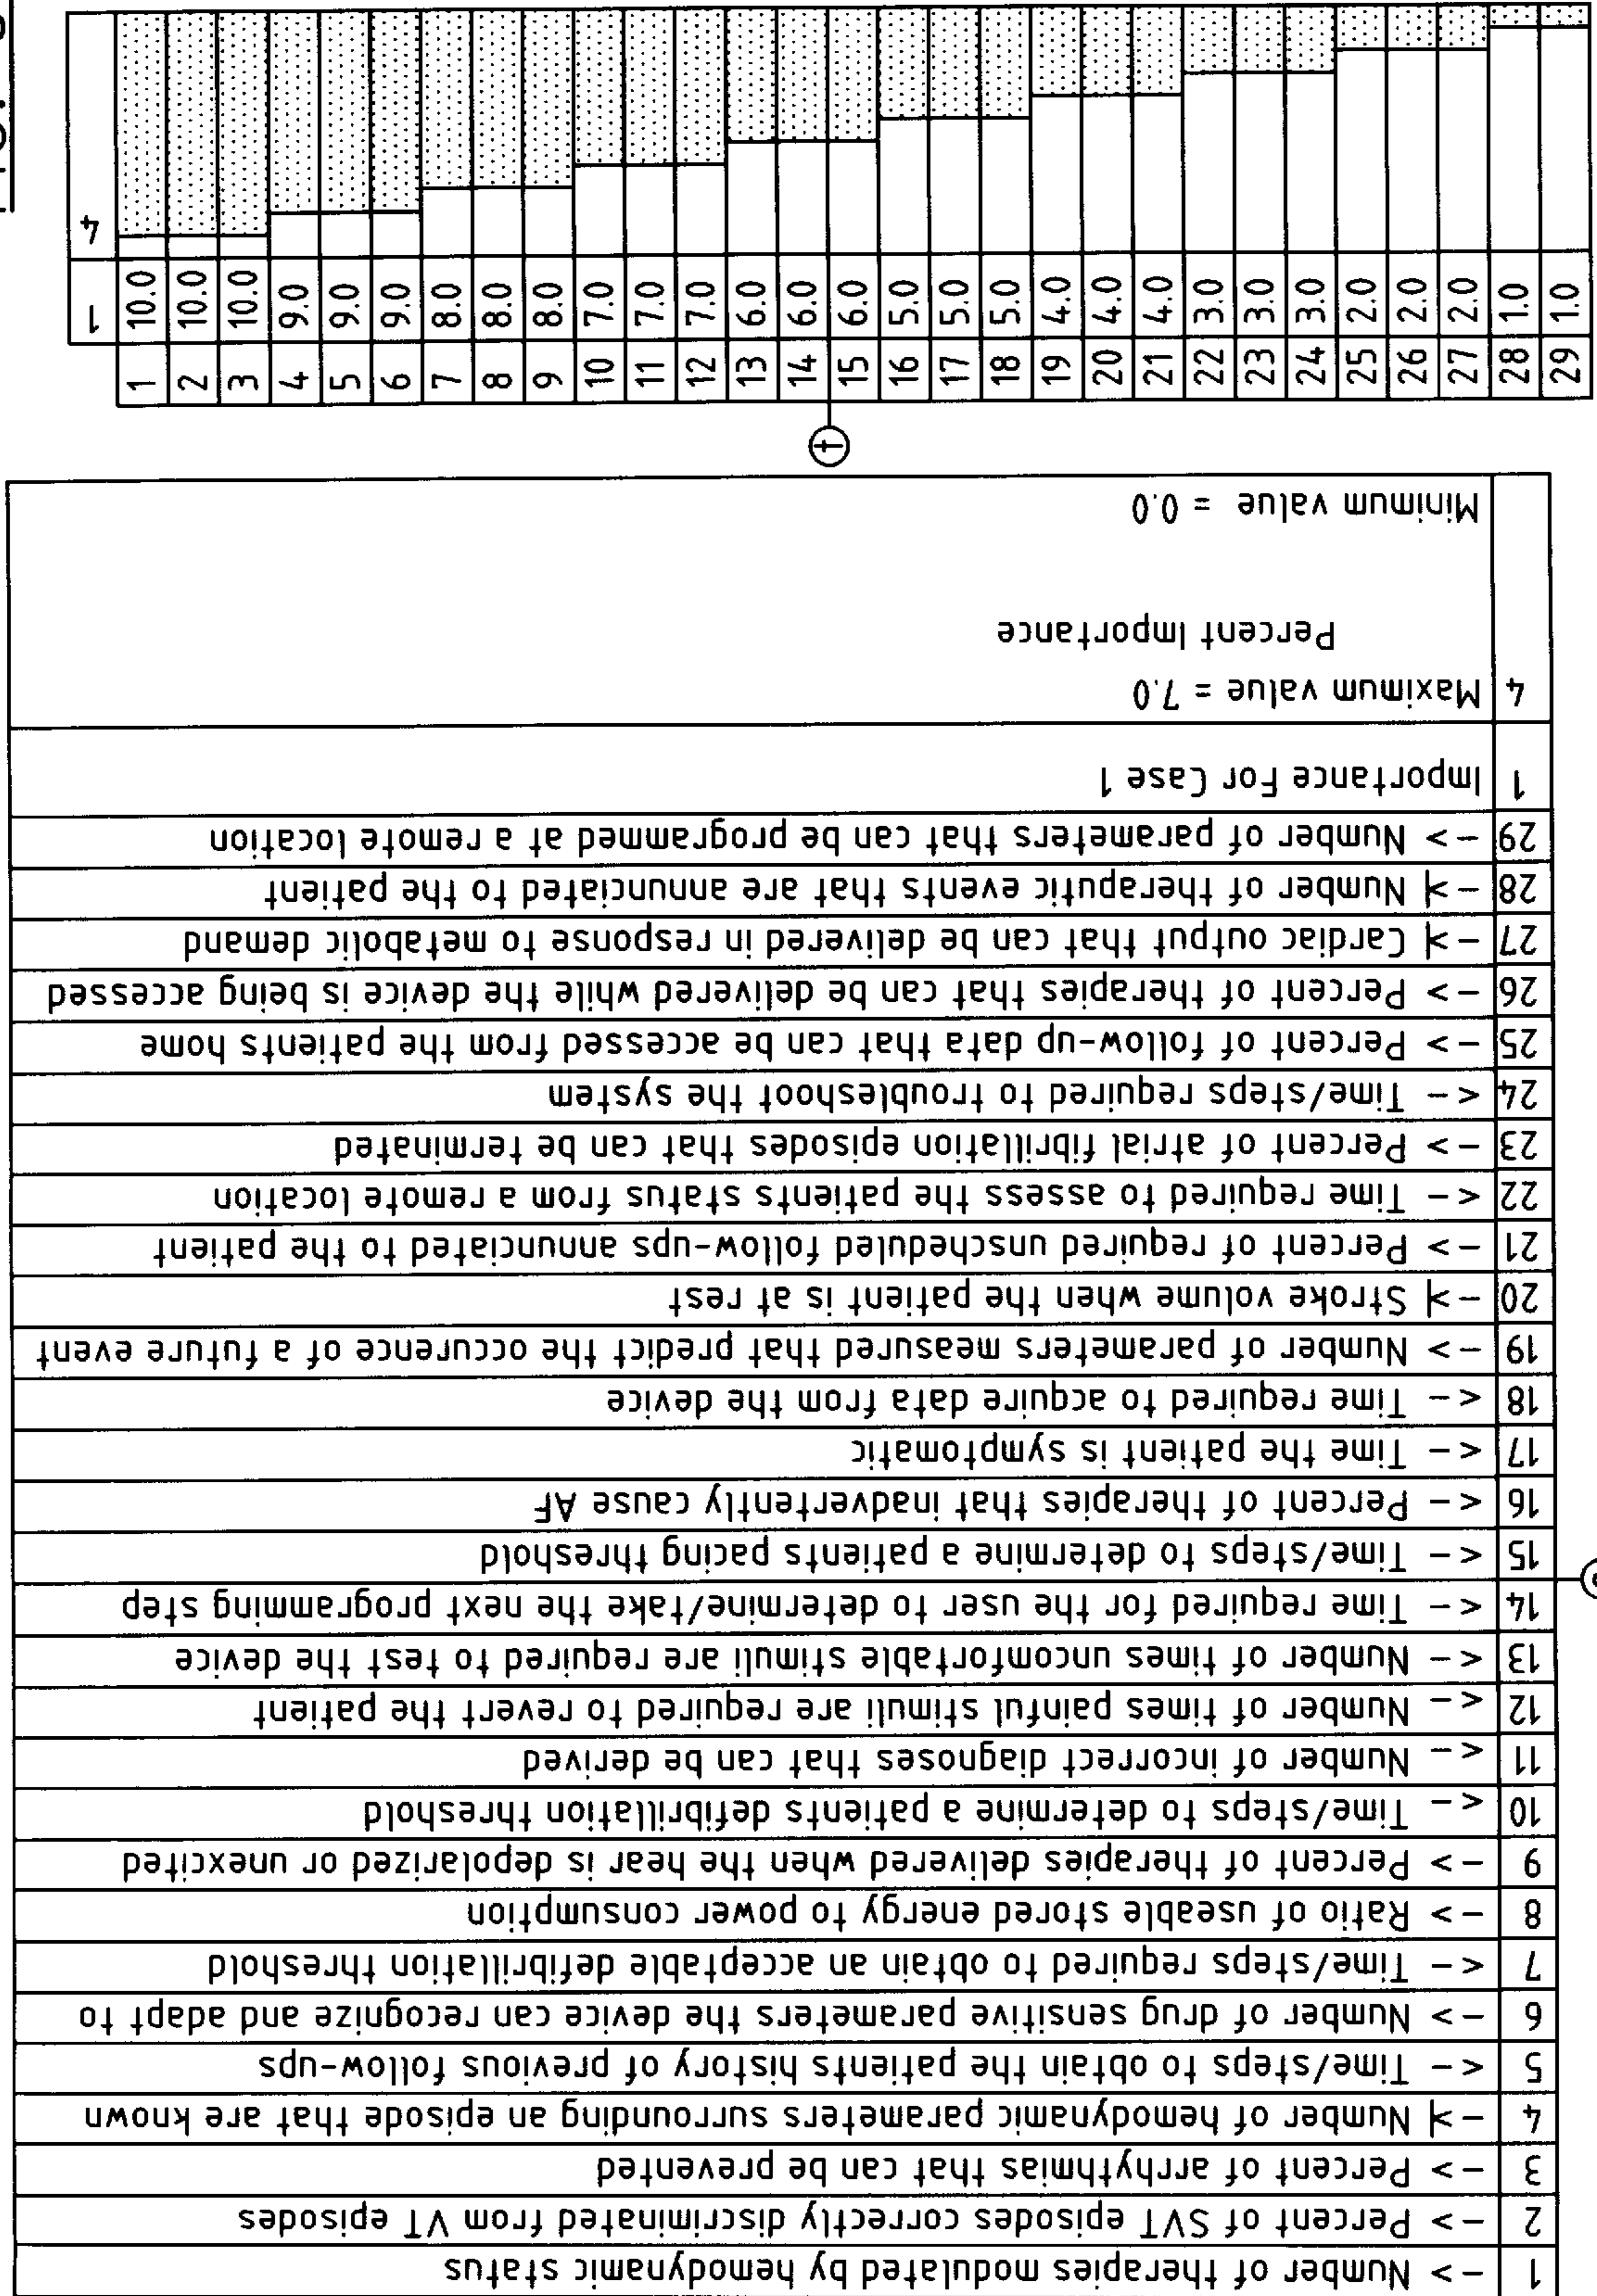 1 - > Number of therapies modulated by hemodynamic status
2 - > Percent of SVT episodes correctly discriminated from VT episodes
3 - > Percent of arrhythmias that can be prevented
4 - >| Number of hemodynamic parameters surrounding an episode that are known
5 < - Time/steps to obtain the patients history of previous follow-ups
6 - > Number of drug sensitive parameters the device can recognize and adapt to
7 < - Time/steps required to obtain an acceptable defibrillation threshold
8 - > Ratio of useable stored energy to power consumption
9 - > Percent of therapies delivered when the hear is depolarized or unexcited
10 < - Time/steps to determine a patients defibrillation threshold
11 < - Number of incorrect diagnoses that can be derived
12 < - Number of times painful stimuli are required to revert the patient
13 < - Number of times uncomfortable stimuli are required to test the device
14 < - Time required for the user to determine/take the next programming step
15 < - Time/steps to determine a patients pacing threshold
16 < - Percent of therapies that inadvertently cause AF
17 < - Time the patient is symptomatic
18 < - Time required to acquire data from the device
19 - > Number of parameters measured that predict the occurence of a future event
20 - >| Stroke volume when the patient is at rest
21 - > Percent of required unscheduled follow-ups annunciated to the patient
22 < - Time required to assess the patients status from a remote location
23 - > Percent of atrial fibrillation episodes that can be terminated
24 < - Time/steps required to troubleshoot the system
25 - > Percent of follow-up data that can be accessed from the patients home
26 - > Percent of therapies that can be delivered while the device is being accessed
27 - >| Cardiac output that can be delivered in response to metabolic demand
28 - >| Number of theraputic events that are annunciated to the patient
29 - > Number of parameters that can be programmed at a remote location
1 Importance For Case 1
4 Maximum value = 7.0
Percent Importance
Minimum value = 0.0
t
1 4
1 10.0
2 10.0
3 10.0
4 9.0
5 9.0
6 9.0
7 8.0
8 8.0
9 8.0
10 7.0
11 7.0
12 7.0
13 6.0
14 6.0
15 6.0
16 5.0
17 5.0
18 5.0
19 4.0
20 4.0
21 4.0
22 3.0
23 3.0
24 3.0
25 2.0
26 2.0
27 2.0
28 1.0
29 1.0